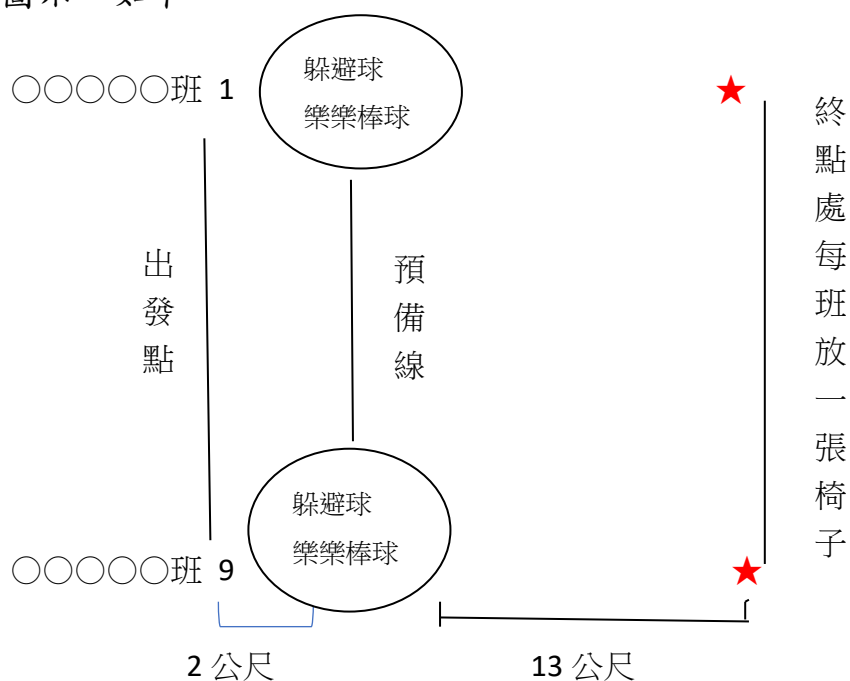 ○○○○○班 1
躲避球
樂樂棒球
出發點
預備線
終點處每班放一張椅子
躲避球
樂樂棒球
○○○○○班 9
2 公尺
13 公尺